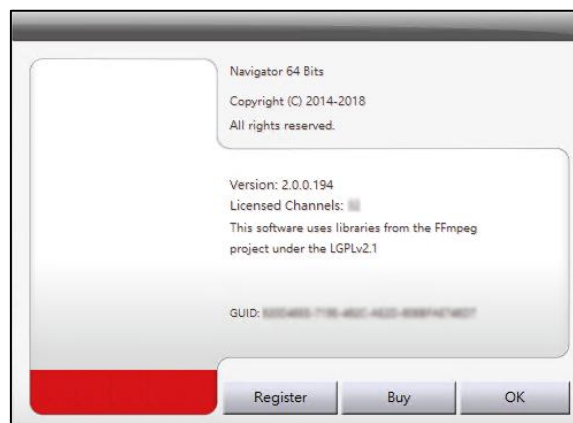 Navigator 64 Bits
Copyright (C) 2014-2018
All rights reserved.
Version: 2.0.0.194
Licensed Channels:
This software uses libraries from the FFmpeg
project under the LGPLv2.1
GUID:
Register
Buy
OK